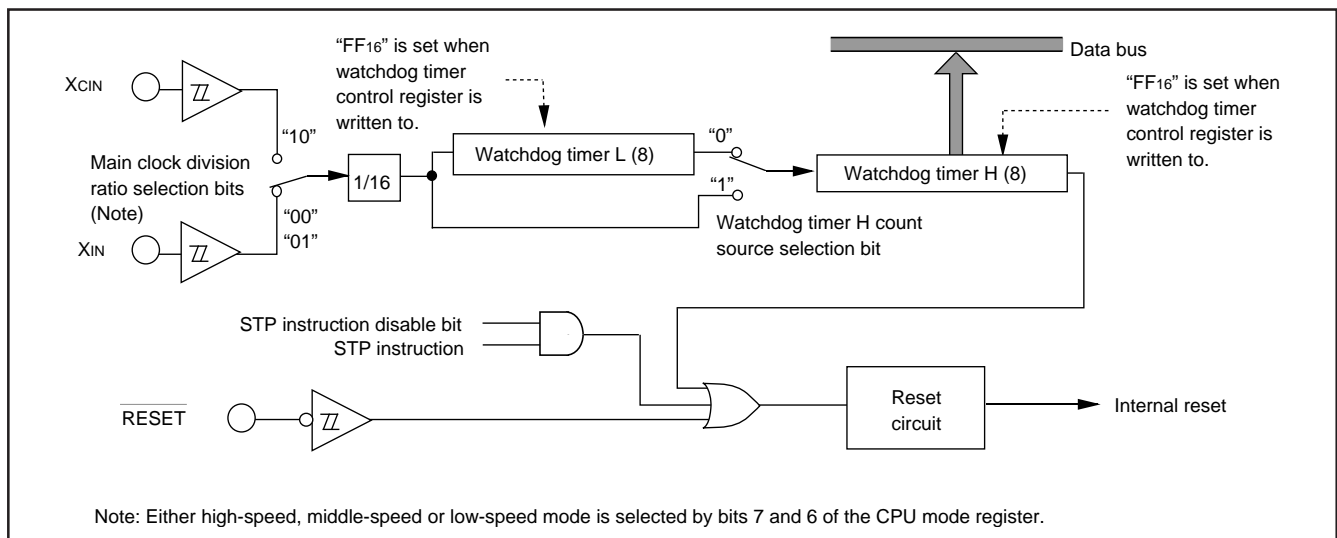 XCIN
"10"
Main clock division
ratio selection bits
(Note)
"00"
"01"
XIN
1/16
"FF16" is set when
watchdog timer
control register is
written to.
Watchdog timer L (8)
"0"
"1"
Watchdog timer H count
source selection bit
Watchdog timer H (8)
Data bus
"FF16" is set when
watchdog timer
control register is
written to.
STP instruction disable bit
STP instruction
RESET
Reset
circuit
Internal reset
Note: Either high-speed, middle-speed or low-speed mode is selected by bits 7 and 6 of the CPU mode register.